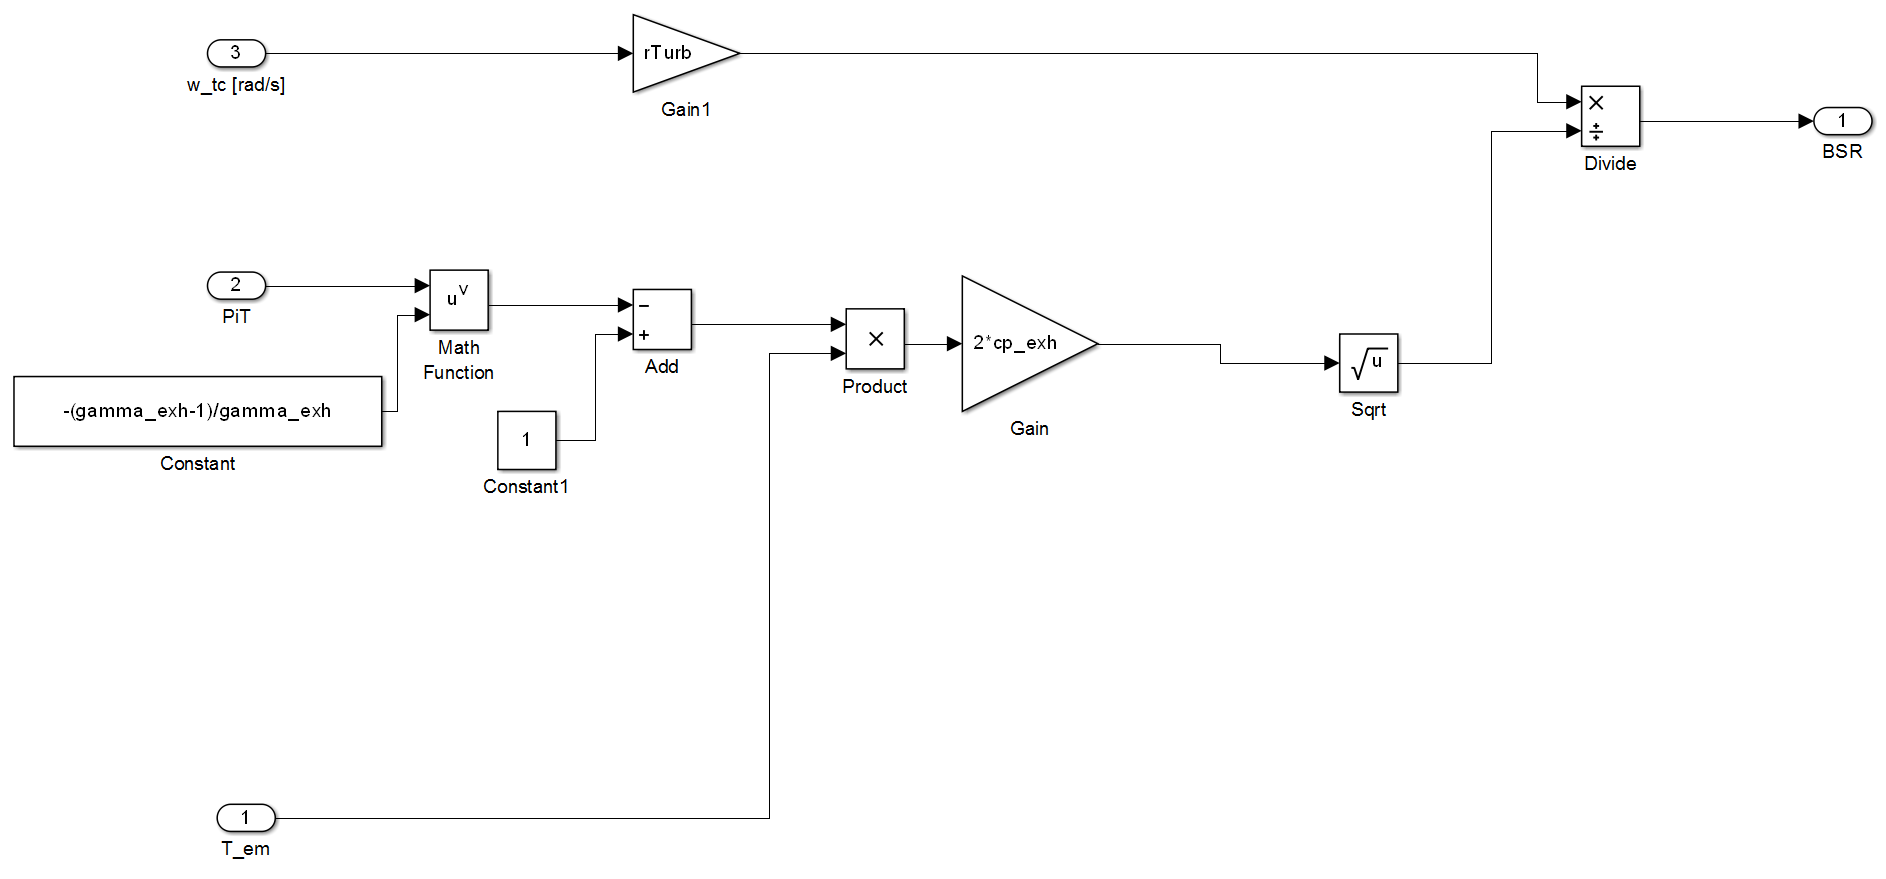 3
w_tc [rad/s]
rTurb
Gain1
×
÷
Divide
1
BSR
2
PiT
u^v
Math
Function
-(gamma_exh-1)/gamma_exh
Constant
1
Constant1
−
+
Add
×
Product
2*cp_exh
Gain
√u
Sqrt
1
T_em